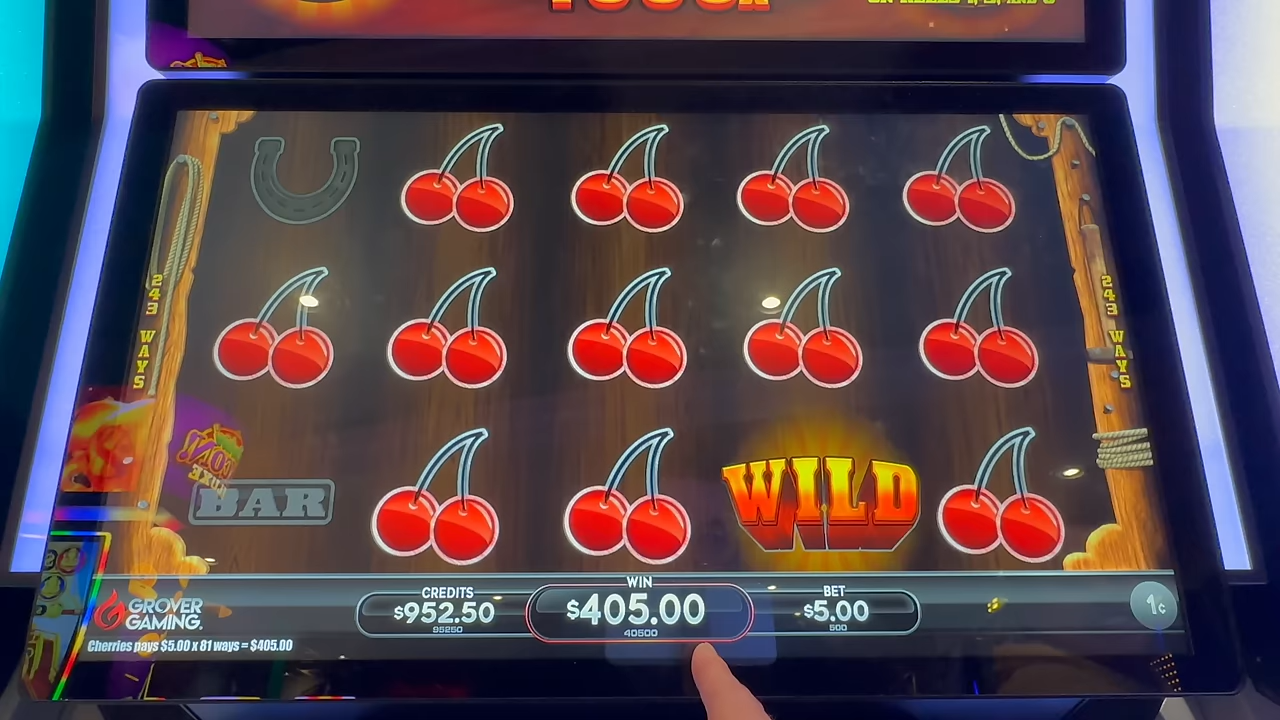 243 WAYS
243 WAYS
BAR
WILD
CREDITS
WIN
BET
$952.50
$405.00
$5.00
95250
40500
500
1¢
GROVER
GAMING.
Cherries pays $5.00 x 81 ways = $405.00